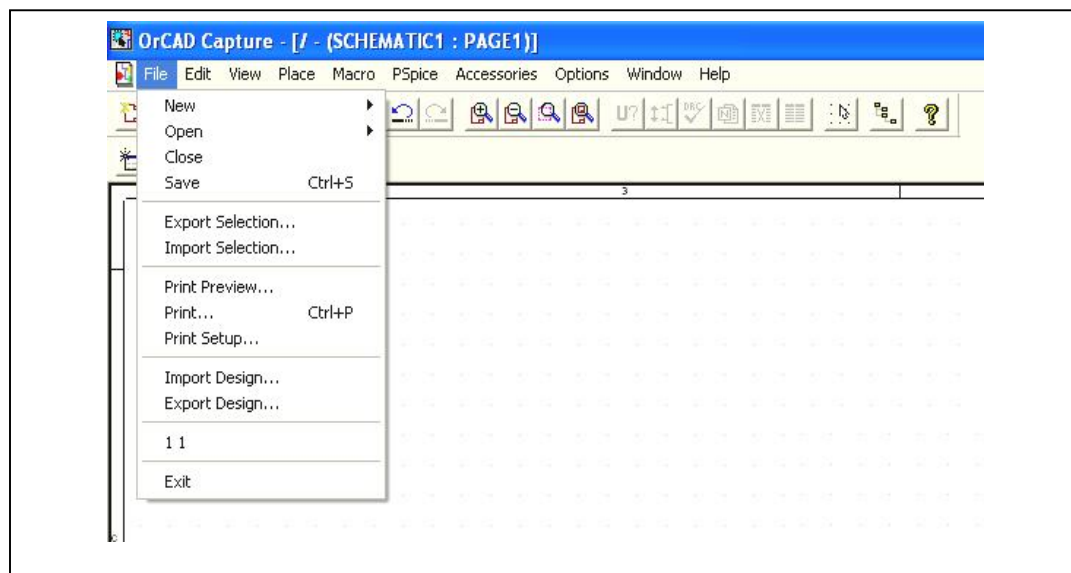 OrCAD Capture - [/ - (SCHEMATIC1 : PAGE1)]
File Edit View Place Macro PSpice Accessories Options Window Help
U? DRC
New
Open
Close
Save Ctrl+S
3
Export Selection...
Import Selection...
Print Preview...
Print... Ctrl+P
Print Setup...
Import Design...
Export Design...
1 1
Exit